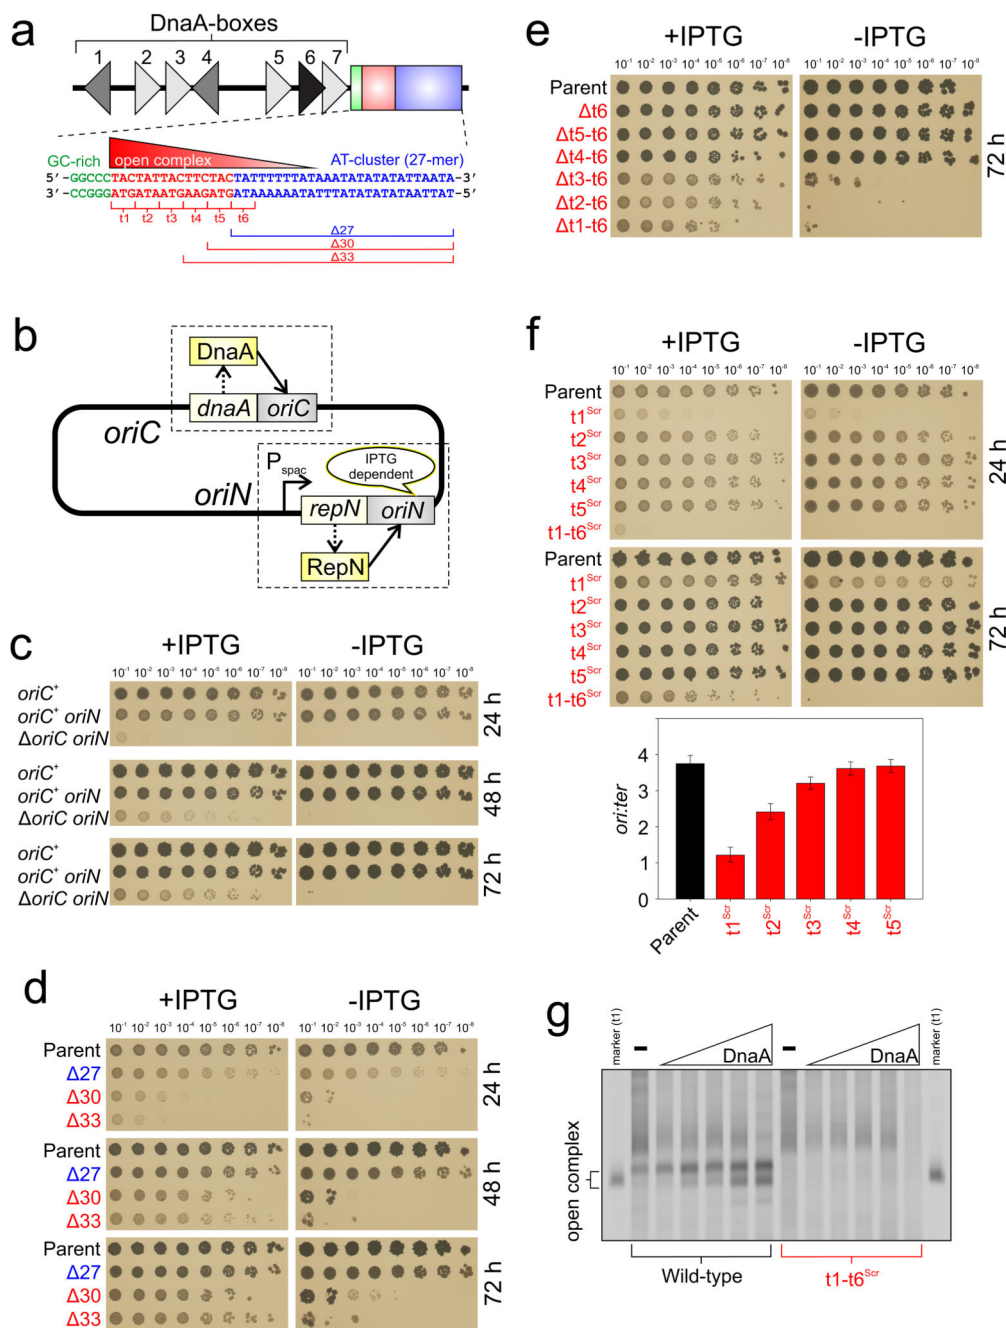 a
DnaA-boxes
1 2 3 4 5 6 7
GC-rich open complex AT-cluster (27-mer)
5′ -GGCCCTACTATTACTTCTACTATTTTTTATAAATATATATATTAATA-3′
3′ -CCGGGATGATAATGAAGATGATAAAAAATATTTATATATATAATTAT-5′
t1 t2 t3 t4 t5 t6
Δ27
Δ30
Δ33
b
DnaA
dnaA oriC
oriC
Pspac
IPTG dependent
oriN
repN oriN
RepN
c
+IPTG -IPTG
10-1 10-2 10-3 10-4 10-5 10-6 10-7 10-8 10-1 10-2 10-3 10-4 10-5 10-6 10-7 10-8
oriC+
oriC+ oriN
ΔoriC oriN
24 h
oriC+
oriC+ oriN
ΔoriC oriN
48 h
oriC+
oriC+ oriN
ΔoriC oriN
72 h
d
+IPTG -IPTG
10-1 10-2 10-3 10-4 10-5 10-6 10-7 10-8 10-1 10-2 10-3 10-4 10-5 10-6 10-7 10-8
Parent
Δ27
Δ30
Δ33
24 h
Parent
Δ27
Δ30
Δ33
48 h
Parent
Δ27
Δ30
Δ33
72 h
e
+IPTG -IPTG
10-1 10-2 10-3 10-4 10-5 10-6 10-7 10-8 10-1 10-2 10-3 10-4 10-5 10-6 10-7 10-8
Parent
Δt6
Δt5-t6
Δt4-t6
Δt3-t6
Δt2-t6
Δt1-t6
72 h
f
+IPTG -IPTG
10-1 10-2 10-3 10-4 10-5 10-6 10-7 10-8 10-1 10-2 10-3 10-4 10-5 10-6 10-7 10-8
Parent
t1Scr
t2Scr
t3Scr
t4Scr
t5Scr
t1-t6Scr
24 h
Parent
t1Scr
t2Scr
t3Scr
t4Scr
t5Scr
t1-t6Scr
72 h
ori:ter
4
3
2
1
0
Parent t1Scr t2Scr t3Scr t4Scr t5Scr
g
marker (t1) - DnaA - DnaA marker (t1)
open complex
Wild-type t1-t6Scr